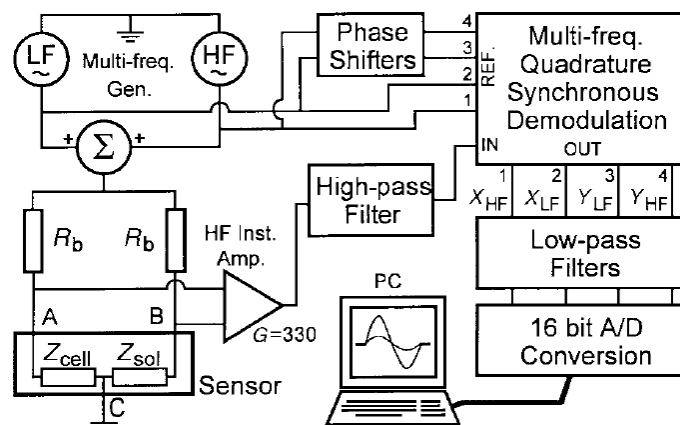 LF
~
Multi-freq.
Gen.
HF
~
Phase
Shifters
4
3
2
1
REF.
IN
Multi-freq.
Quadrature
Synchronous
Demodulation
OUT
+
Σ
+
1
2
3
4
XHF
XLF
YLF
YHF
High-pass
Filter
Rb
Rb
HF Inst.
Amp.
G=330
Low-pass
Filters
A
B
PC
16 bit A/D
Conversion
Zcell
Zsol
Sensor
C